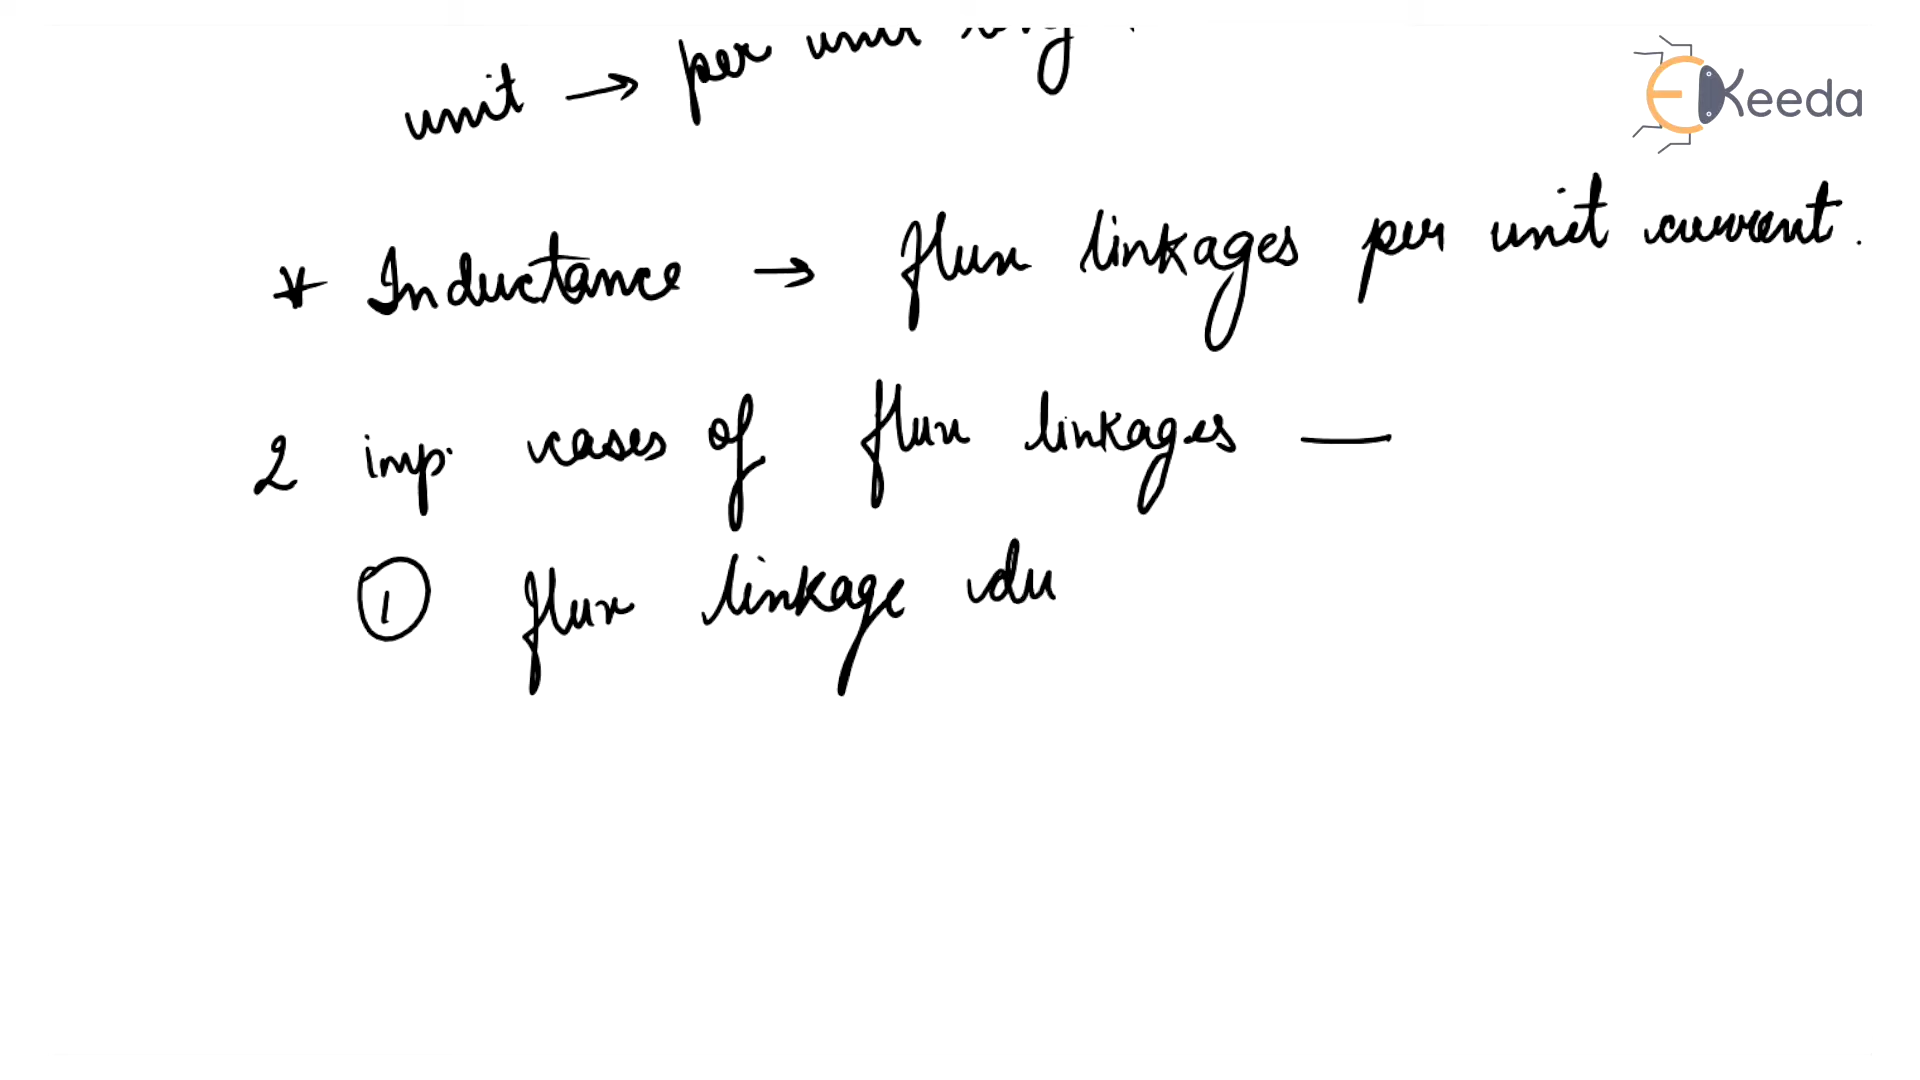 unit → per unit
EKeeda
* Inductance → flux linkages per unit current.
2 imp. cases of flux linkages —
① flux linkage du